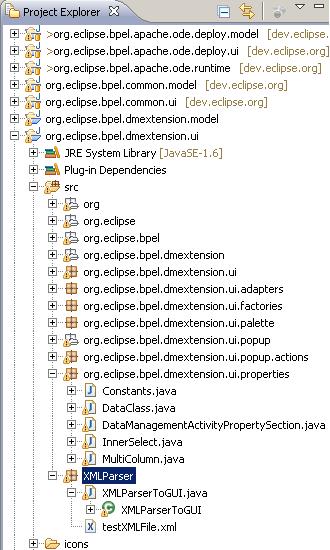 Project Explorer
>org.eclipse.bpel.apache.ode.deploy.model [dev.eclipse.
>org.eclipse.bpel.apache.ode.deploy.ui [dev.eclipse.org]
>org.eclipse.bpel.apache.ode.runtime [dev.eclipse.org]
org.eclipse.bpel.common.model [dev.eclipse.org]
org.eclipse.bpel.common.ui [dev.eclipse.org]
org.eclipse.bpel.dmextension.model
org.eclipse.bpel.dmextension.ui
JRE System Library [JavaSE-1.6]
Plug-in Dependencies
src
org
org.eclipse
org.eclipse.bpel
org.eclipse.bpel.dmextension
org.eclipse.bpel.dmextension.ui
org.eclipse.bpel.dmextension.ui.adapters
org.eclipse.bpel.dmextension.ui.factories
org.eclipse.bpel.dmextension.ui.palette
org.eclipse.bpel.dmextension.ui.popup
org.eclipse.bpel.dmextension.ui.popup.actions
org.eclipse.bpel.dmextension.ui.properties
Constants.java
DataClass.java
DataManagementActivityPropertySection.java
InnerSelect.java
MultiColumn.java
XMLParser
XMLParserToGUI.java
XMLParserToGUI
testXMLFile.xml
icons